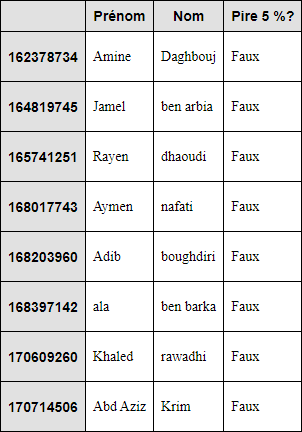 Prénom Nom Pire 5 %?
162378734 Amine Daghbouj Faux
164819745 Jamel ben arbia Faux
165741251 Rayen dhaoudi Faux
168017743 Aymen nafati Faux
168203960 Adib boughdiri Faux
168397142 ala ben barka Faux
170609260 Khaled rawadhi Faux
170714506 Abd Aziz Krim Faux